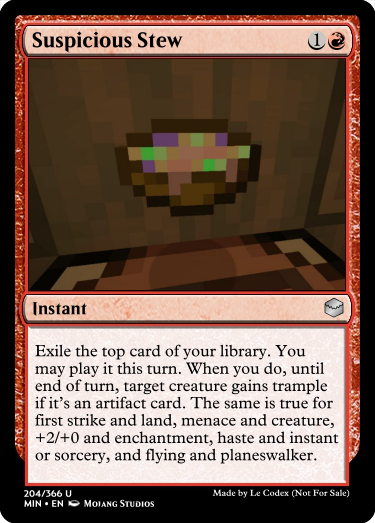 Suspicious Stew 1
Instant
Exile the top card of your library. You
may play it this turn. When you do, until
end of turn, target creature gains trample
if it's an artifact card. The same is true for
first strike and land, menace and creature,
+2/+0 and enchantment, haste and instant
or sorcery, and flying and planeswalker.
204/366 U
MIN • EN Mojang Studios
Made by Le Codex (Not For Sale)